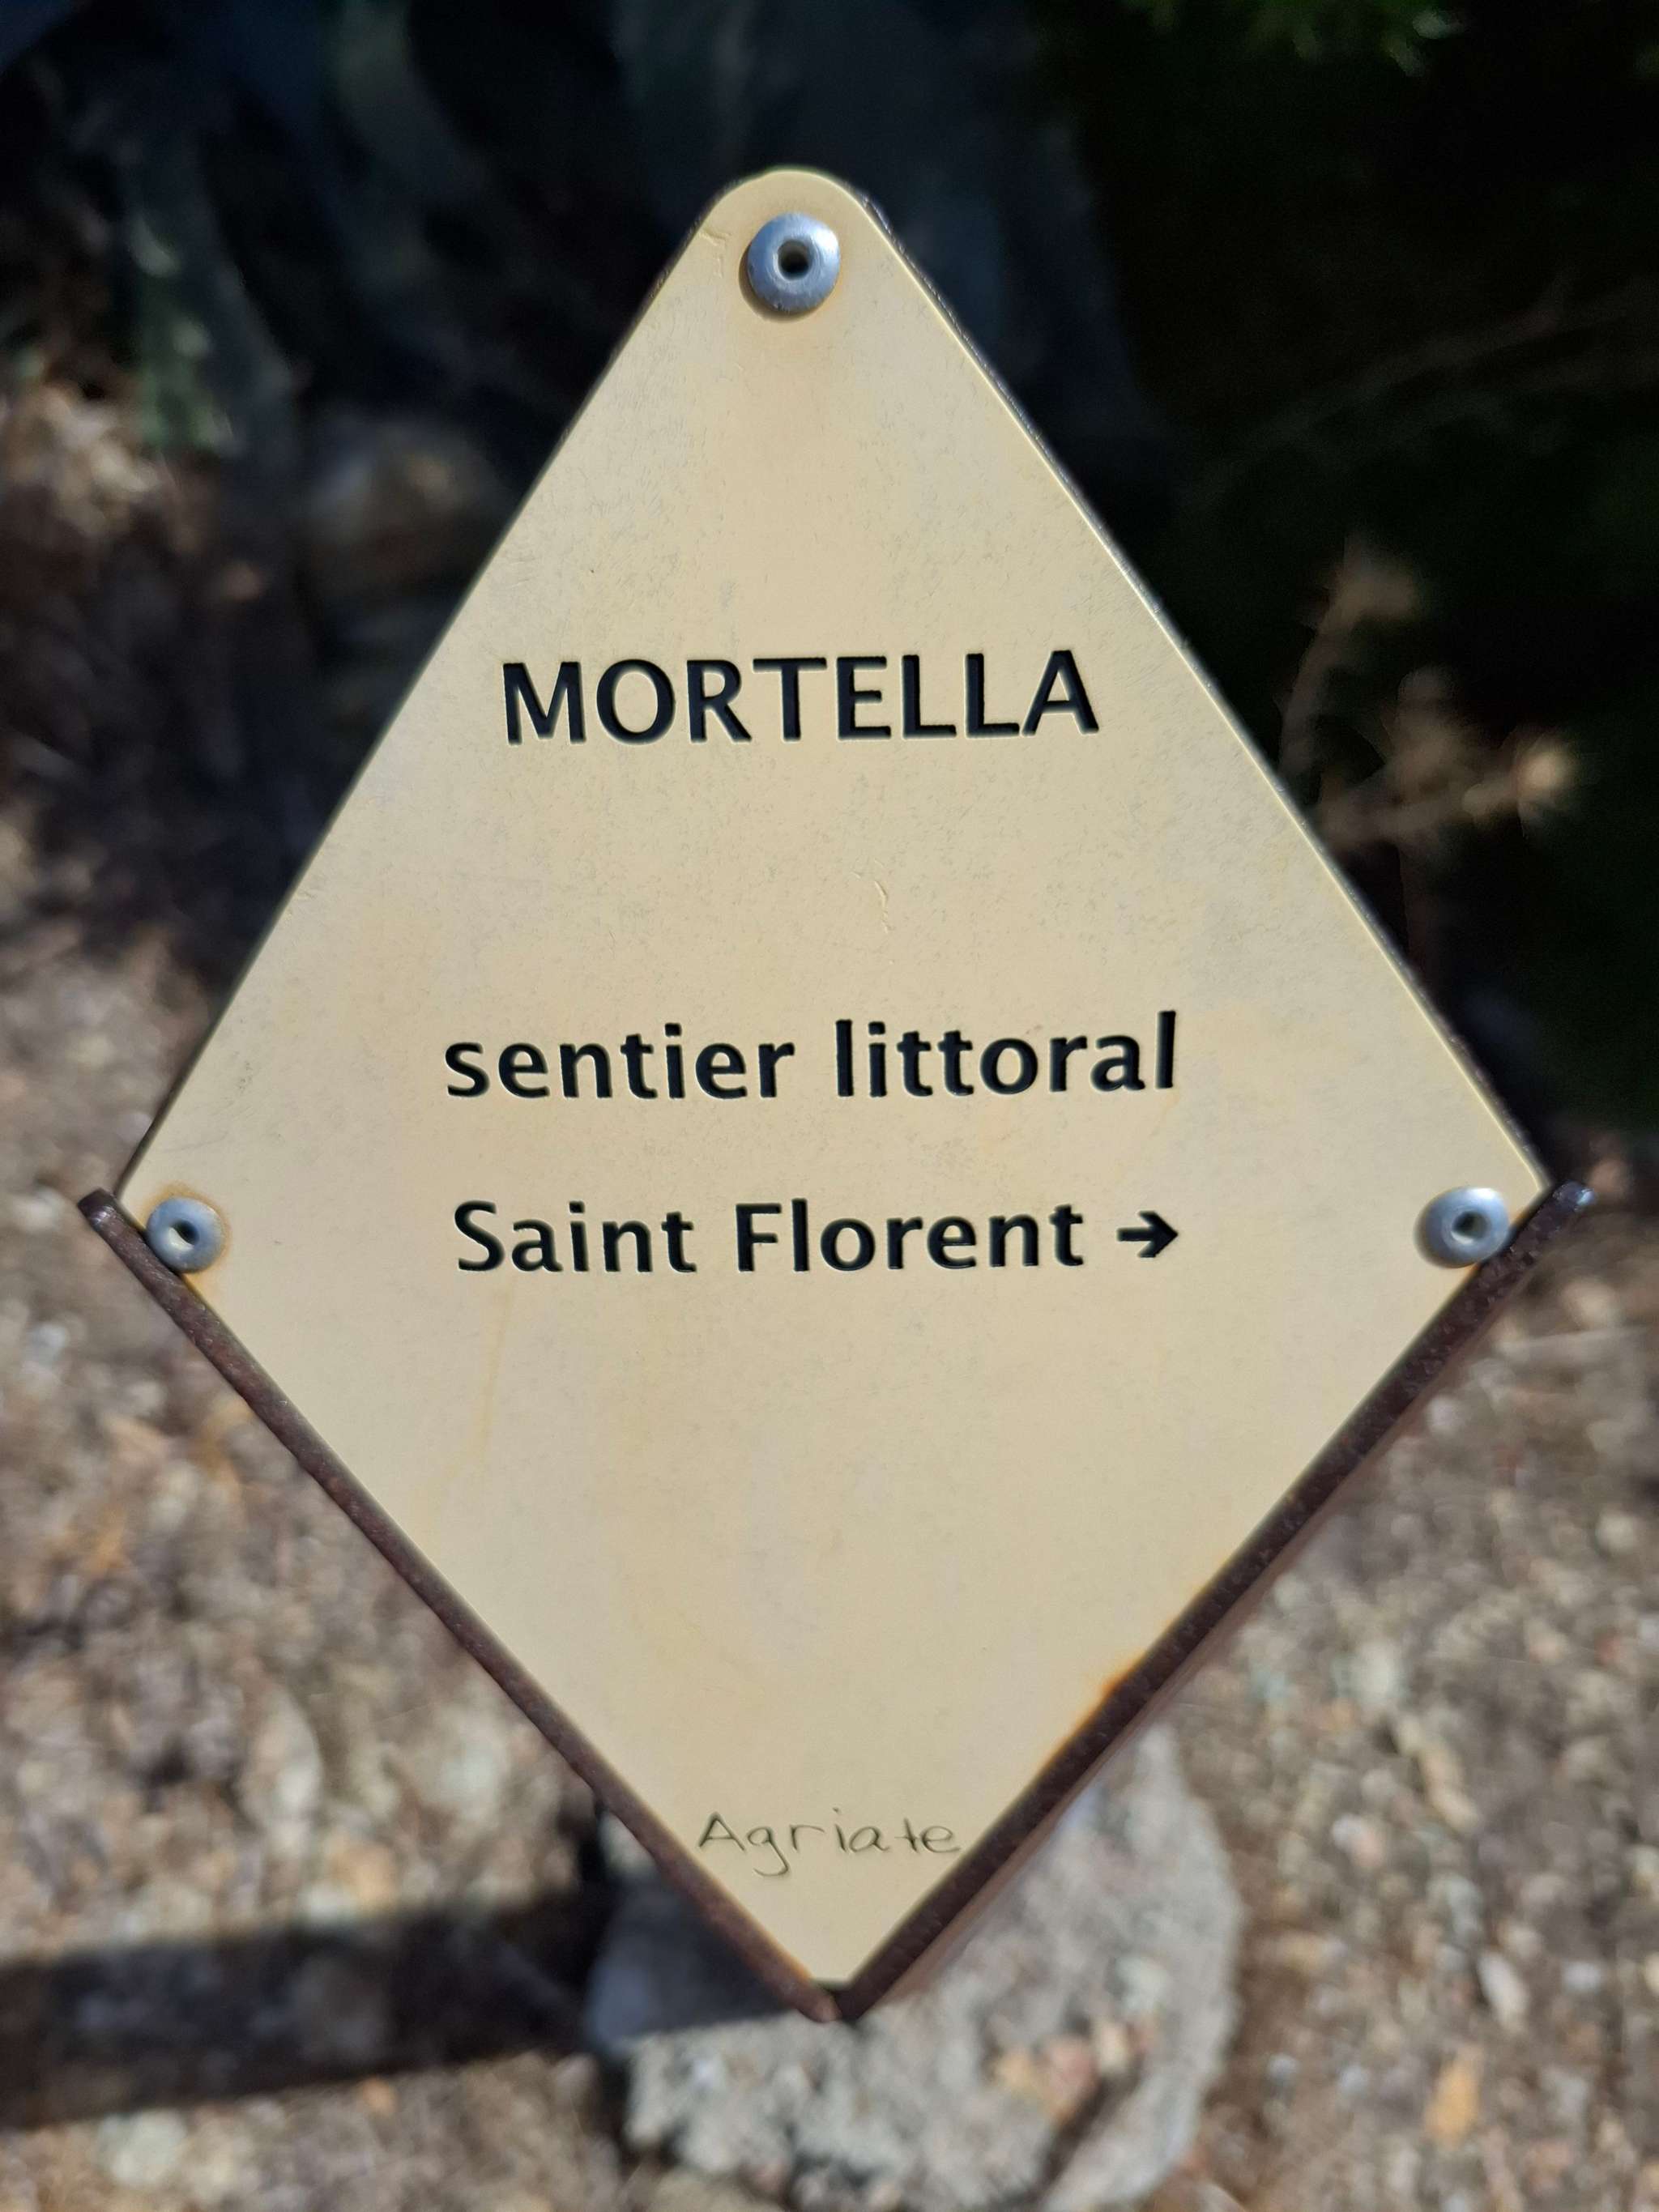 MORTELLA
sentier littoral
Saint Florent →
Agriate